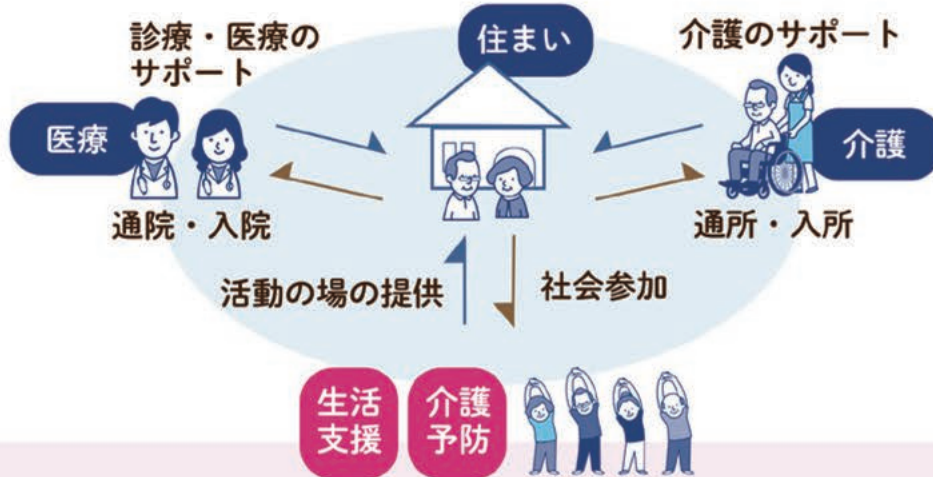 診療・医療の
サポート
住まい
介護のサポート
医療
介護
通院・入院
通所・入所
活動の場の提供
社会参加
生活
支援
介護
予防